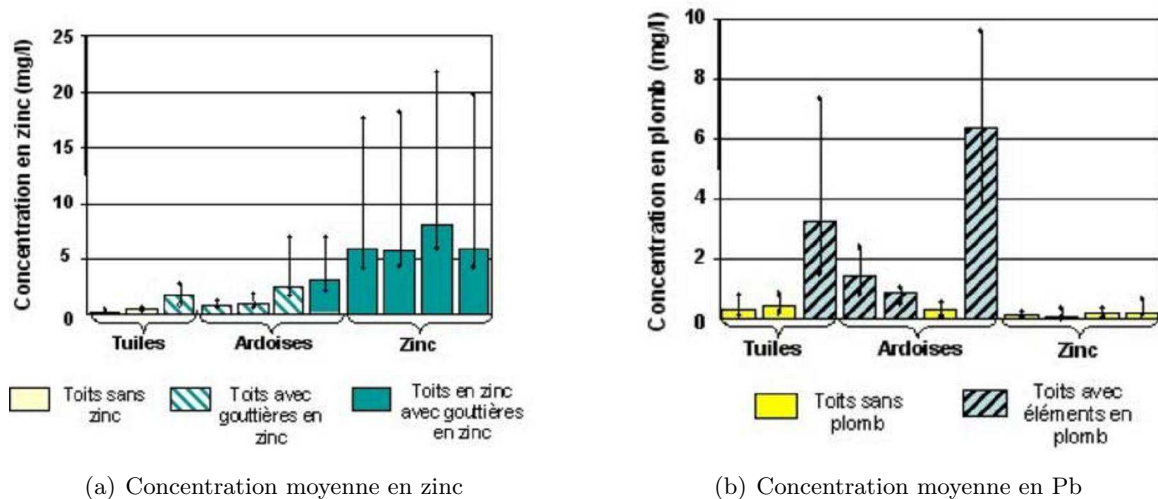 Concentration en zinc (mg/l)
25
20
15
10
5
0
Tuiles
Ardoises
Zinc
Toits sans
zinc
Toits avec
gouttières en
zinc
Toits en zinc
avec gouttières
en zinc
(a) Concentration moyenne en zinc
Concentration en plomb (mg/l)
10
8
6
4
2
0
Tuiles
Ardoises
Zinc
Toits sans
plomb
Toits avec
éléments en
plomb
(b) Concentration moyenne en Pb